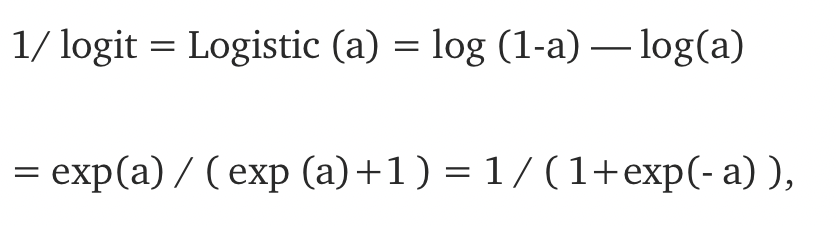 1/ logit = Logistic (a) = log (1-a) — log(a)
= exp(a) / ( exp (a)+1 ) = 1 / ( 1+exp(- a) ),